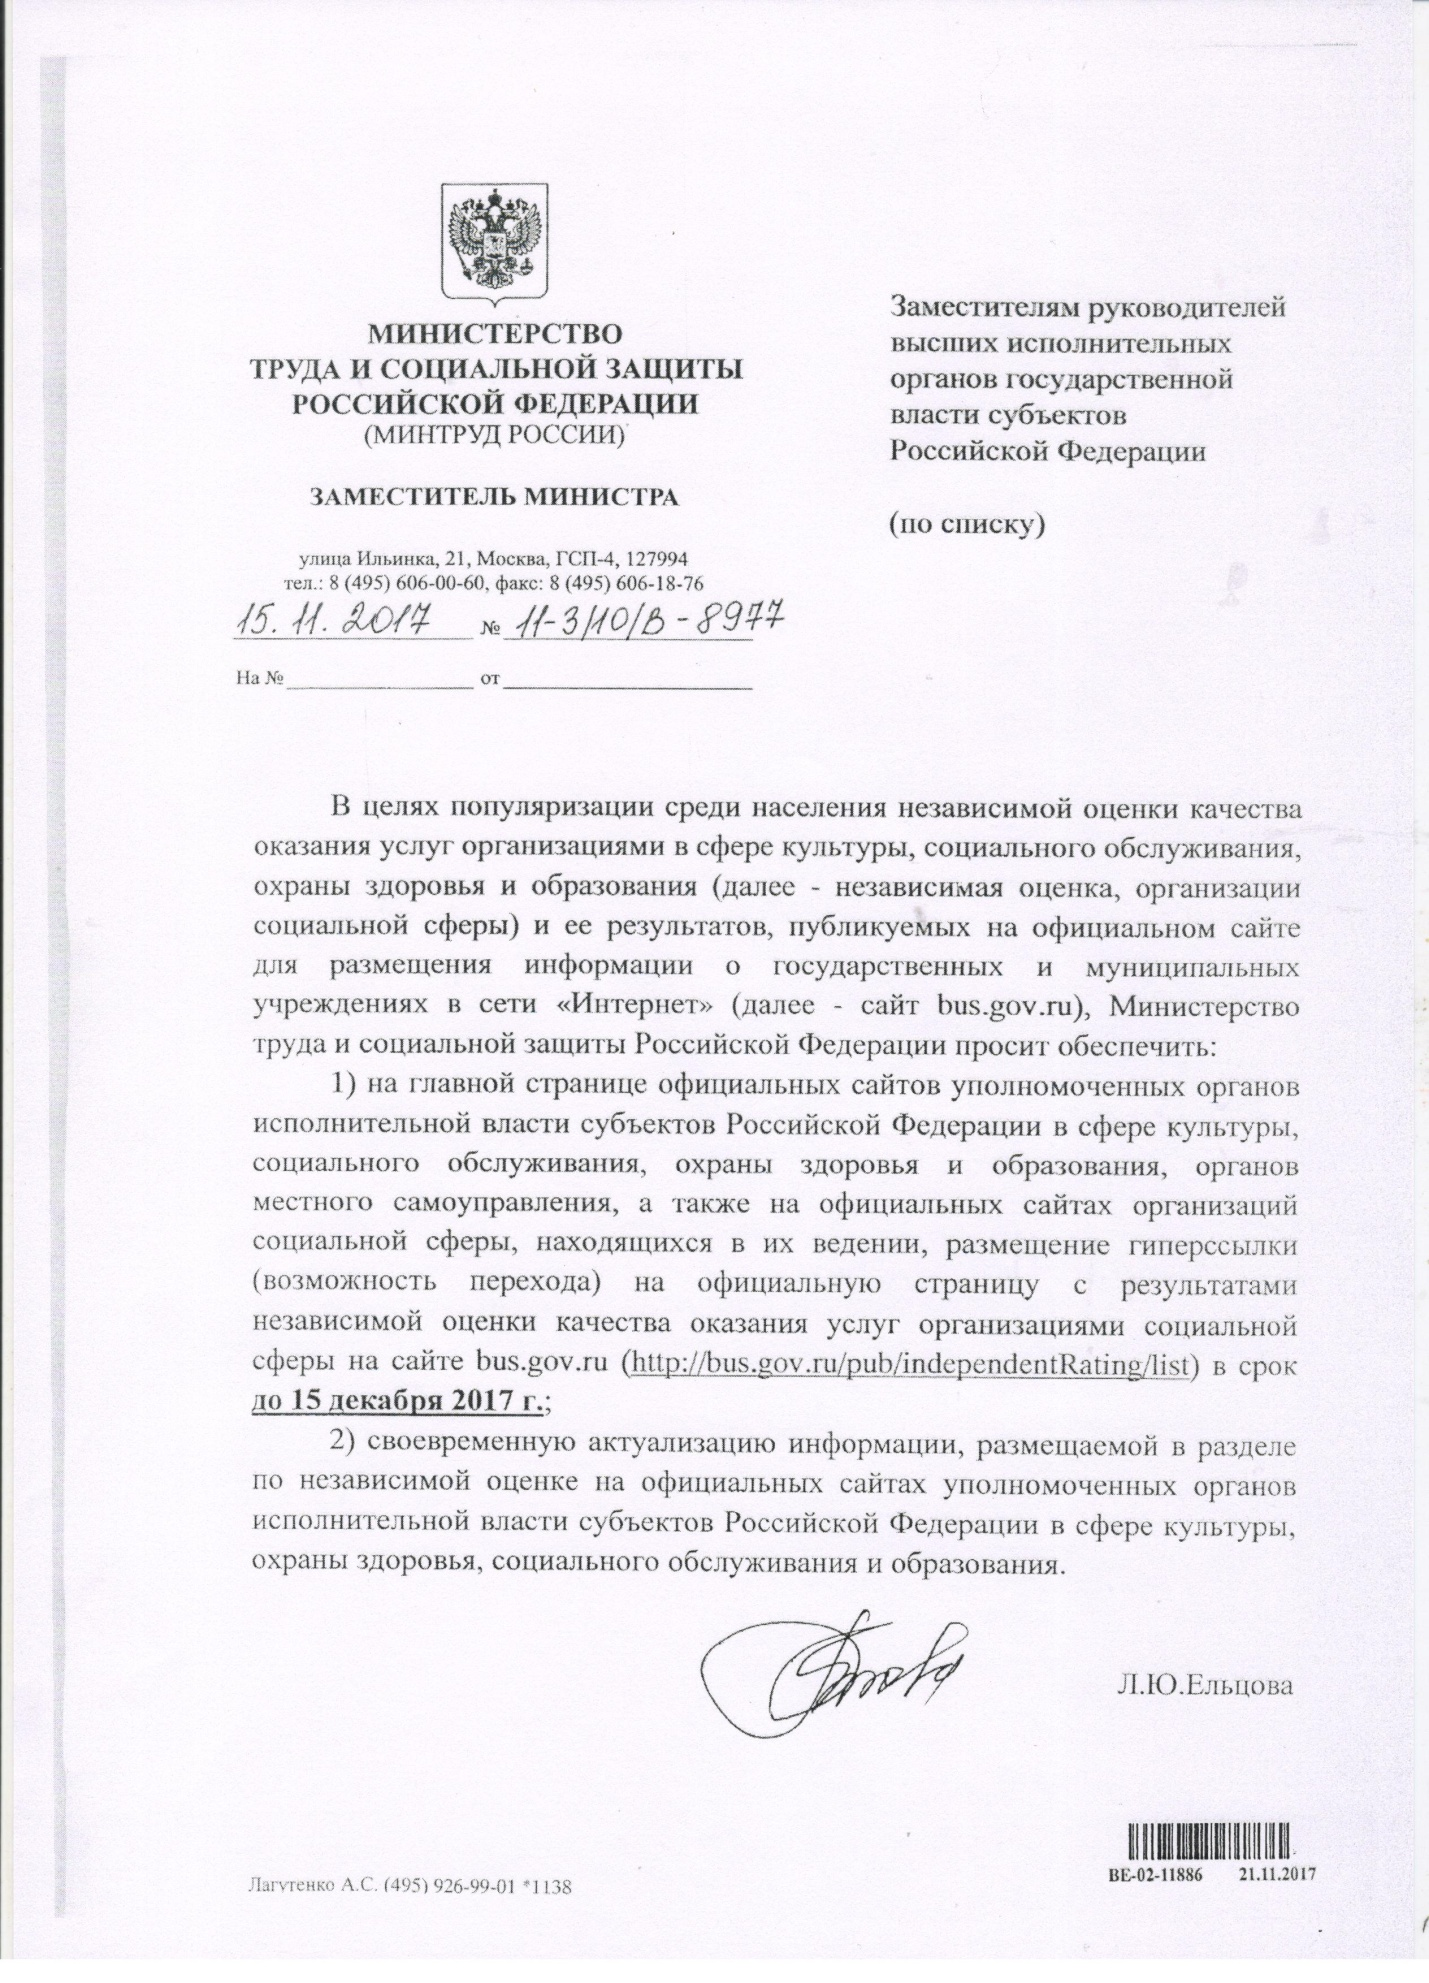 МИНИСТЕРСТВО
ТРУДА И СОЦИАЛЬНОЙ ЗАЩИТЫ
РОССИЙСКОЙ ФЕДЕРАЦИИ
(МИНТРУД РОССИИ)
ЗАМЕСТИТЕЛЬ МИНИСТРА
улица Ильинка, 21, Москва, ГСП-4, 127994
тел.: 8 (495) 606-00-60, факс: 8 (495) 606-18-76
15. 11. 2017 № 11-3/10/В-8977
На № от
Заместителям руководителей
высших исполнительных
органов государственной
власти субъектов
Российской Федерации
(по списку)
В целях популяризации среди населения независимой оценки качества
оказания услуг организациями в сфере культуры, социального обслуживания,
охраны здоровья и образования (далее - независимая оценка, организации
социальной сферы) и ее результатов, публикуемых на официальном сайте
для размещения информации о государственных и муниципальных
учреждениях в сети «Интернет» (далее - сайт bus.gov.ru), Министерство
труда и социальной защиты Российской Федерации просит обеспечить:
1) на главной странице официальных сайтов уполномоченных органов
исполнительной власти субъектов Российской Федерации в сфере культуры,
социального обслуживания, охраны здоровья и образования, органов
местного самоуправления, а также на официальных сайтах организаций
социальной сферы, находящихся в их ведении, размещение гиперссылки
(возможность перехода) на официальную страницу с результатами
независимой оценки качества оказания услуг организациями социальной
сферы на сайте bus.gov.ru (http://bus.gov.ru/pub/independentRating/list) в срок
до 15 декабря 2017 г.;
2) своевременную актуализацию информации, размещаемой в разделе
по независимой оценке на официальных сайтах уполномоченных органов
исполнительной власти субъектов Российской Федерации в сфере культуры,
охраны здоровья, социального обслуживания и образования.
Л.Ю.Ельцова
Лагутенко А.С. (495) 926-99-01 *1138
ВЕ-02-11886 21.11.2017